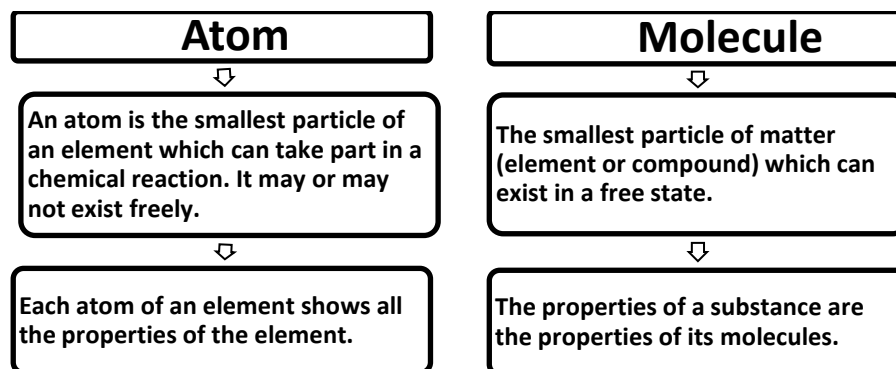 Atom
An atom is the smallest particle of
an element which can take part in a
chemical reaction. It may or may
not exist freely.
Each atom of an element shows all
the properties of the element.
Molecule
The smallest particle of matter
(element or compound) which can
exist in a free state.
The properties of a substance are
the properties of its molecules.